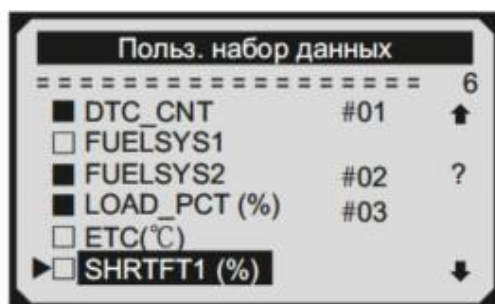 Польз. набор данных
= = = = = = = = = = = = = = = = = = 6
■ DTC_CNT #01
□ FUELSYS1
■ FUELSYS2 #02 ?
■ LOAD_PCT (%) #03
□ ETC(℃)
▶□ SHRTFT1 (%)